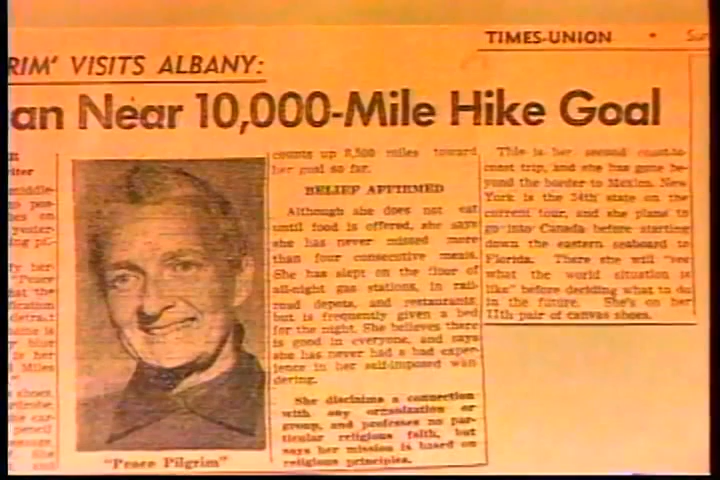 TIMES-UNION • Su
RIM' VISITS ALBANY:
an Near 10,000-Mile Hike Goal
"Peace Pilgrim"
counts up 8,500 miles toward
her goal so far.
BELIEF AFFIRMED
Although she does not eat
until food is offered, she says
she has never missed more
than four consecutive meals.
She has slept on the floor of
all-night gas stations, in rail-
road depots, and restaurants
but is frequently given a bed
for the night. She believes there
is good in everyone, and says
she has never had a bad exper-
ience in her self-imposed wan-
dering.
She disclaims a connection
with any organization or
group, and professes no par-
ticular religious faith, but
says her mission is based on
religious principles.
This is her second coast-to-
coast trip, and she has gone be-
yond the border to Mexico. New
York is the 34th state on the
current tour, and she plans to
go into Canada before starting
down the eastern seaboard to
Florida. There she will "see
what the world situation is
like" before deciding what to do
in the future. She's on her
11th pair of canvas shoes.